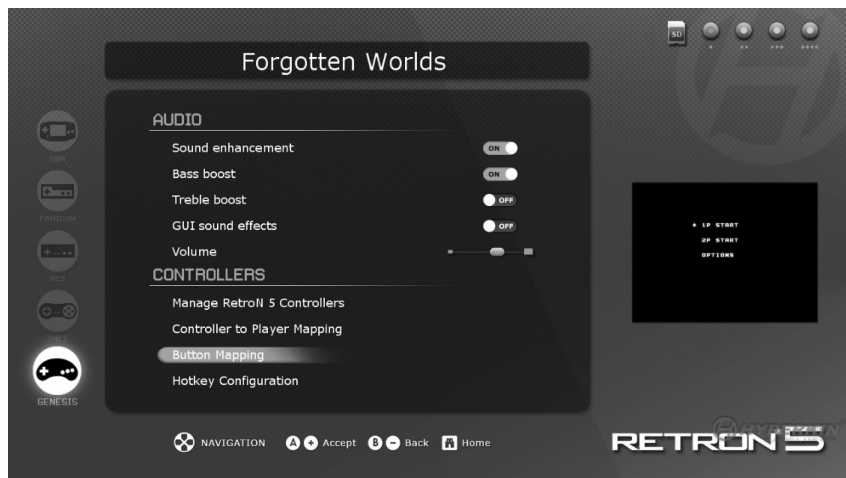 SD
Forgotten Worlds
AUDIO
Sound enhancement ON
Bass boost ON
Treble boost OFF
GUI sound effects OFF
Volume
CONTROLLERS
Manage RetroN 5 Controllers
Controller to Player Mapping
Button Mapping
Hotkey Configuration
GBA
FAMICOM
NES
SNES
GENESIS
1P START
2P START
OPTIONS
NAVIGATION A + Accept B - Back Home
RETRON 5
HYPERKIN